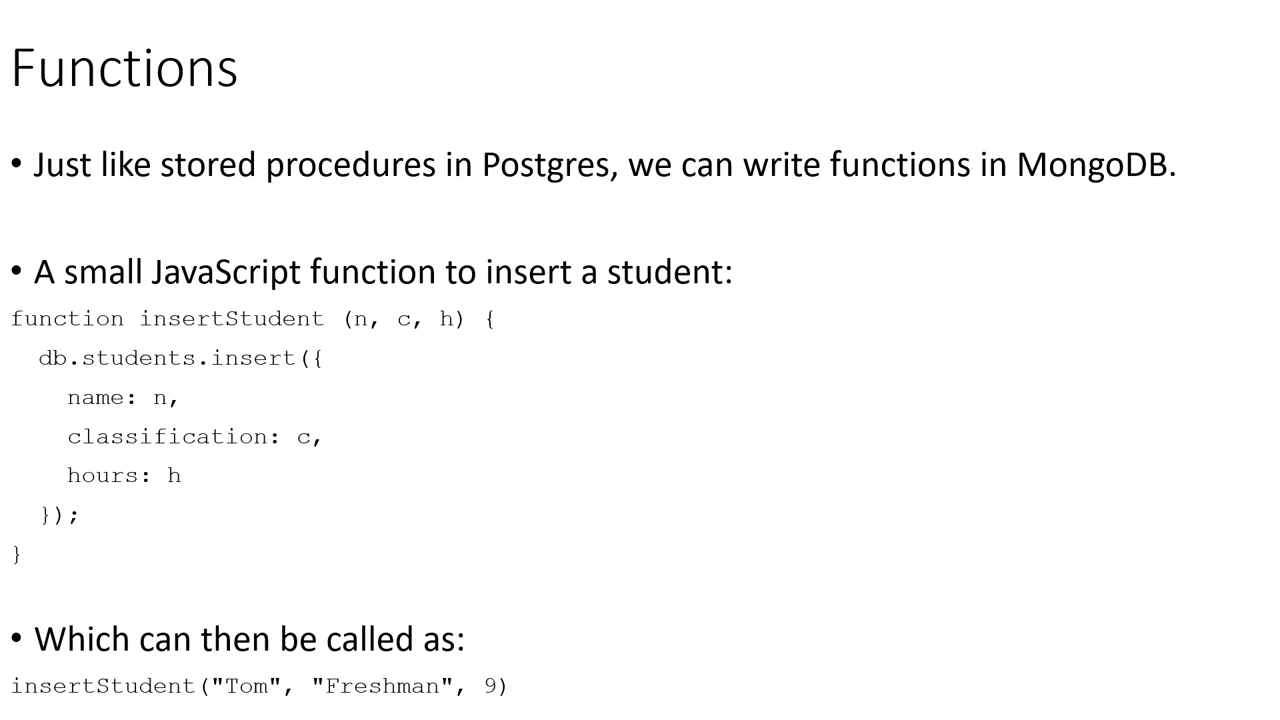 Functions
• Just like stored procedures in Postgres, we can write functions in MongoDB.
• A small JavaScript function to insert a student:
function insertStudent (n, c, h) {
  db.students.insert({
    name: n,
    classification: c,
    hours: h
  });
}
• Which can then be called as:
insertStudent("Tom", "Freshman", 9)